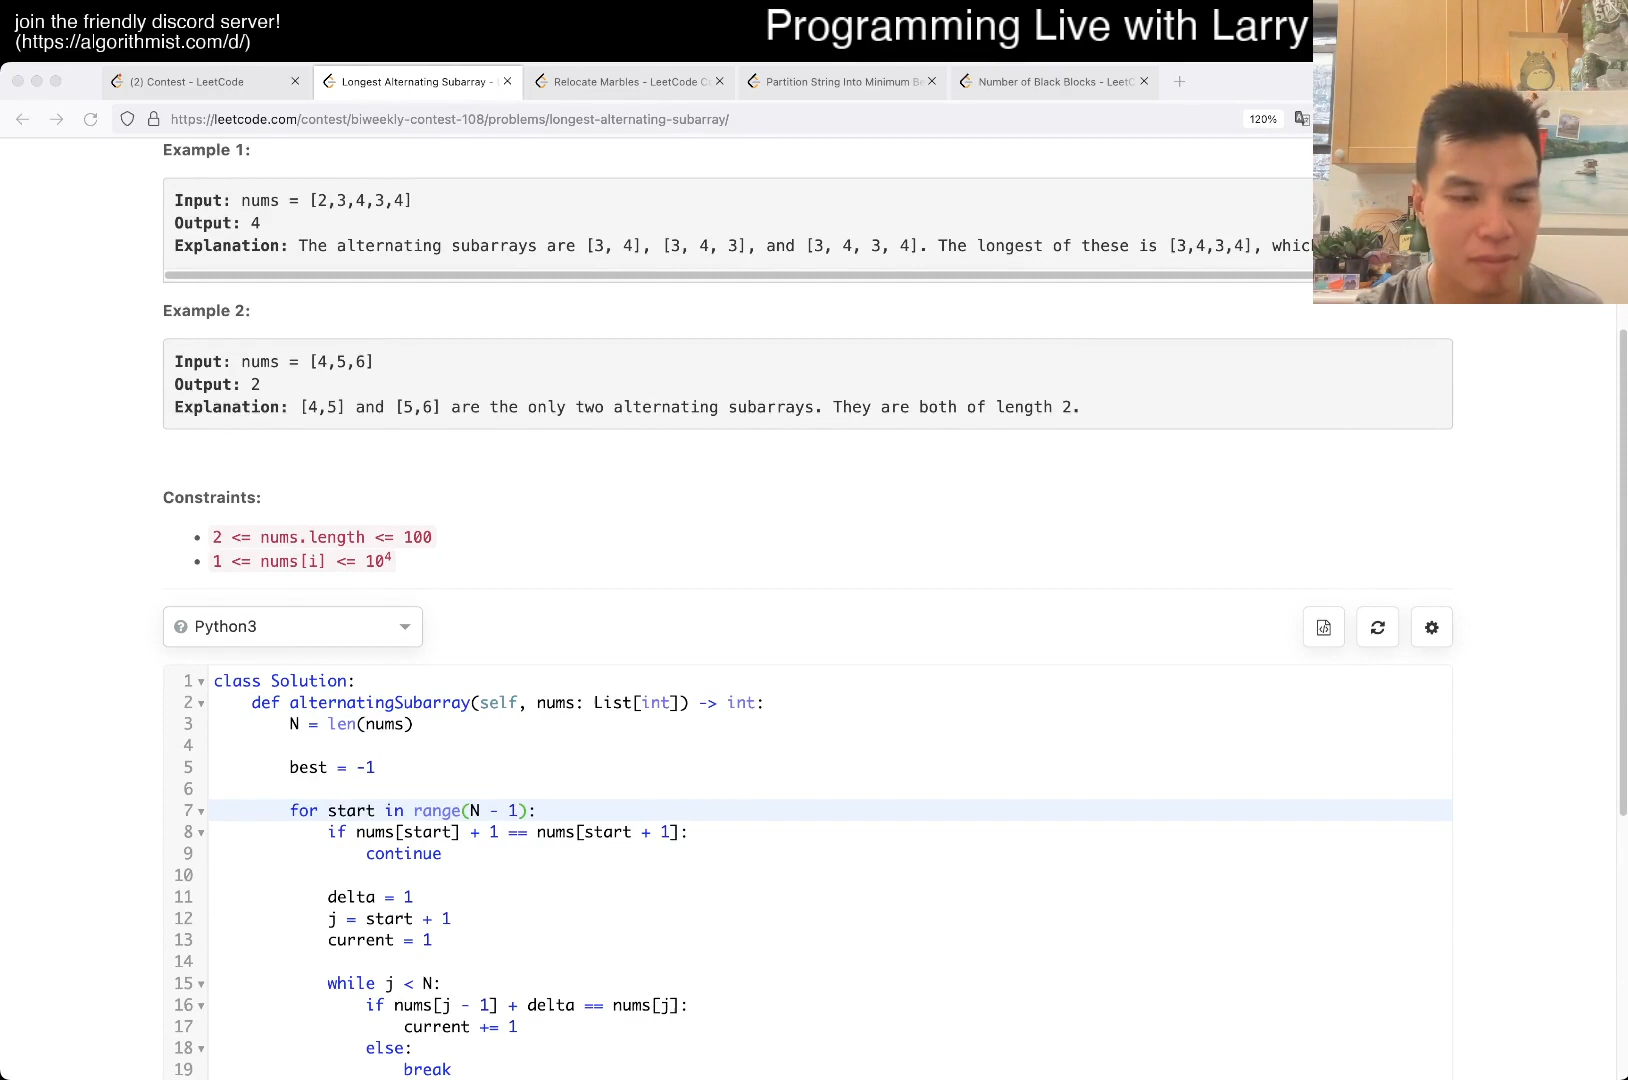 join the friendly discord server!
(https://algorithmist.com/d/)
Programming Live with Larry
(2) Contest - LeetCode
Longest Alternating Subarray -
Relocate Marbles - LeetCode C
Partition String Into Minimum Be
Number of Black Blocks - LeetC
https://leetcode.com/contest/biweekly-contest-108/problems/longest-alternating-subarray/
120%
Example 1:
Input: nums = [2,3,4,3,4]
Output: 4
Explanation: The alternating subarrays are [3, 4], [3, 4, 3], and [3, 4, 3, 4]. The longest of these is [3,4,3,4], which
Example 2:
Input: nums = [4,5,6]
Output: 2
Explanation: [4,5] and [5,6] are the only two alternating subarrays. They are both of length 2.
Constraints:
2 <= nums.length <= 100
1 <= nums[i] <= 10⁴
Python3
1 class Solution:
2     def alternatingSubarray(self, nums: List[int]) -> int:
3         N = len(nums)
4
5         best = -1
6
7         for start in range(N - 1):
8             if nums[start] + 1 == nums[start + 1]:
9                 continue
10
11             delta = 1
12             j = start + 1
13             current = 1
14
15             while j < N:
16                 if nums[j - 1] + delta == nums[j]:
17                     current += 1
18                 else:
19                     break